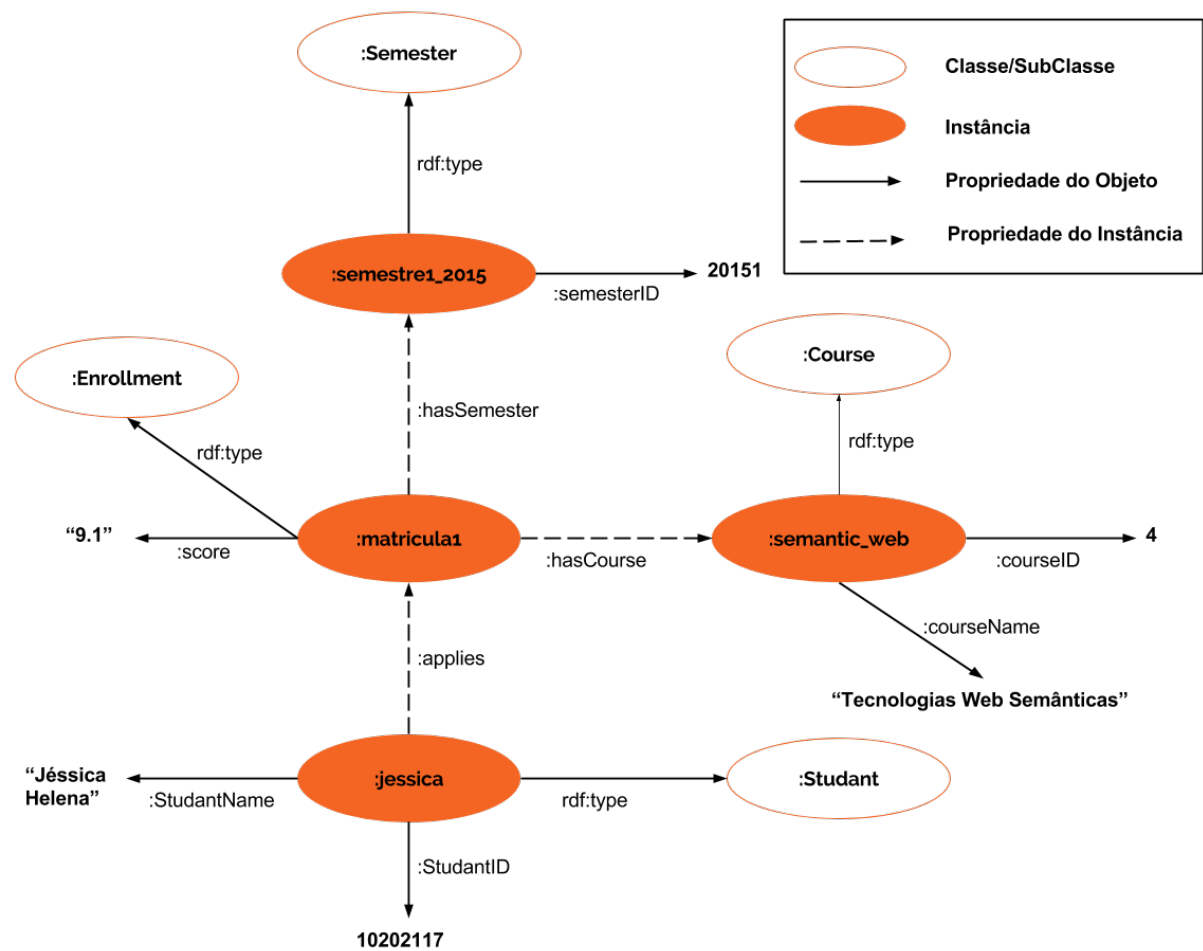 :Semester
Classe/SubClasse
Instância
rdf:type
Propriedade do Objeto
Propriedade do Instância
:semestre1_2015
20151
:semesterID
:Course
:Enrollment
:hasSemester
rdf:type
rdf:type
“9.1”
:matricula1
:semantic_web
4
:score
:hasCourse
:courseID
:courseName
:applies
“Tecnologias Web Semânticas”
“Jéssica
Helena”
:jessica
:Studant
:StudantName
rdf:type
:StudantID
10202117